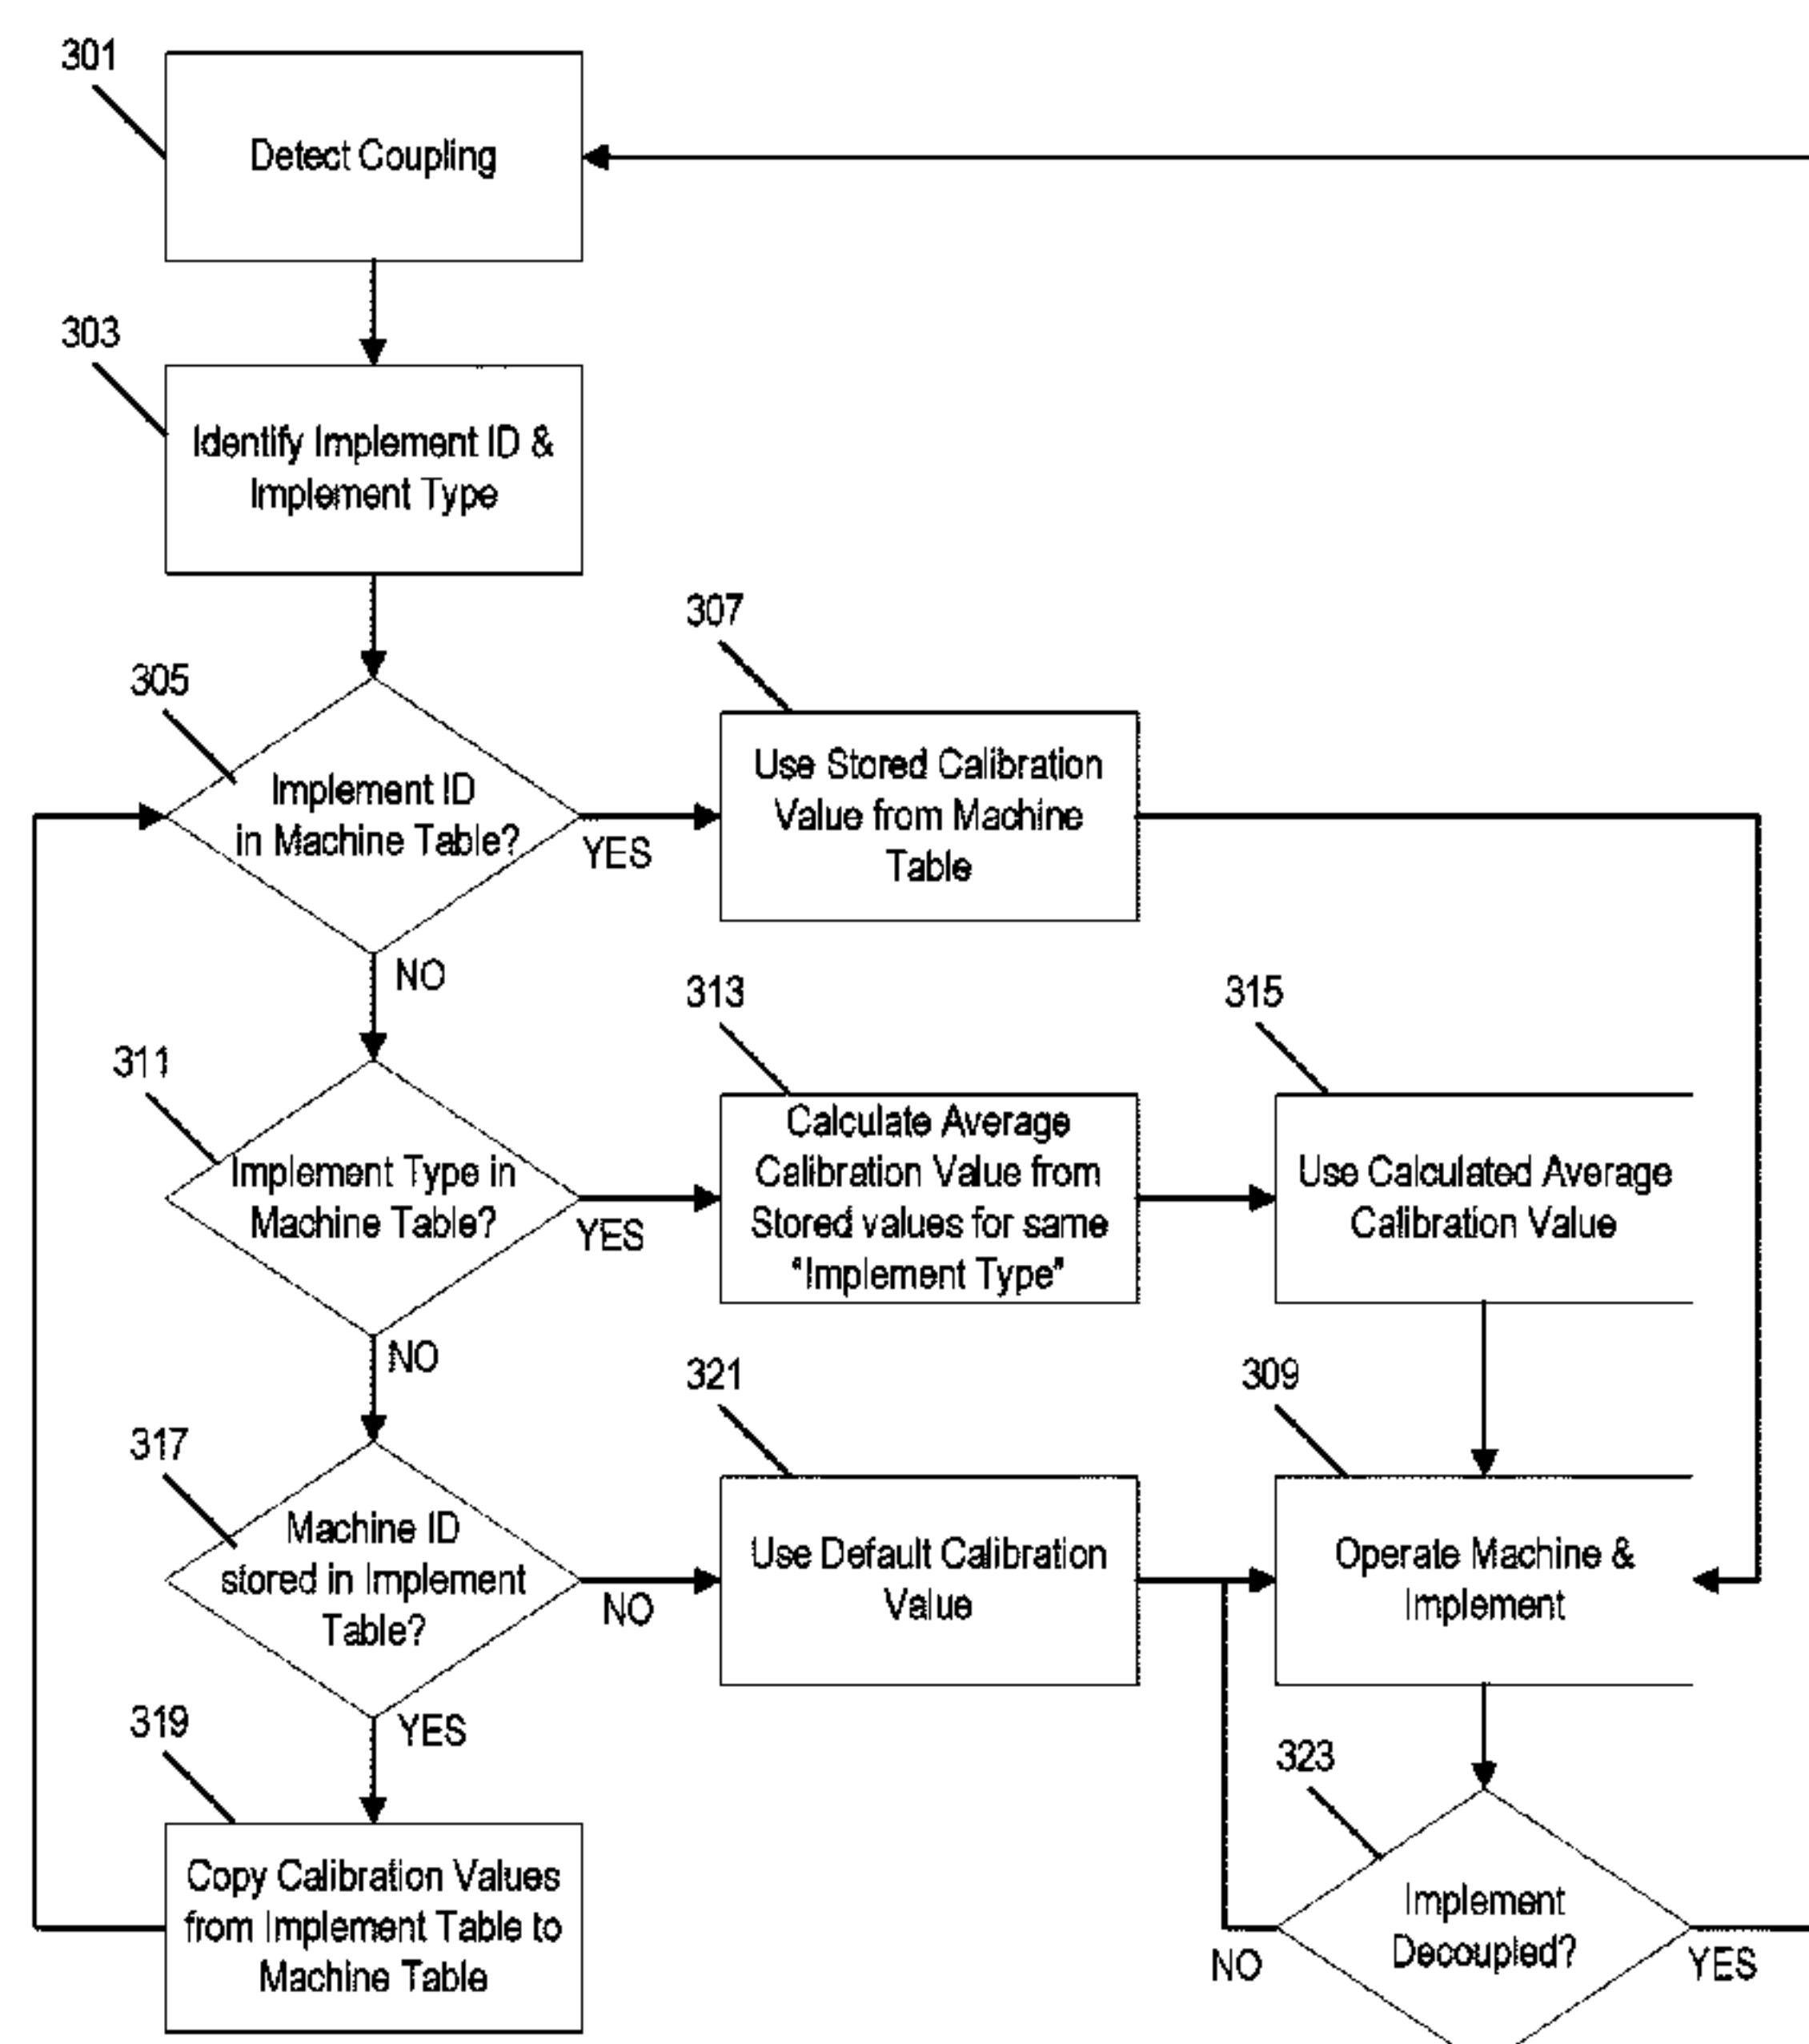 301
Detect Coupling
303
Identify Implement ID &
Implement Type
305
Implement ID
in Machine Table?
YES
NO
307
Use Stored Calibration
Value from Machine
Table
311
Implement Type in
Machine Table?
YES
NO
313
Calculate Average
Calibration Value from
Stored values for same
"Implement Type"
315
Use Calculated Average
Calibration Value
317
Machine ID
stored in Implement
Table?
NO
YES
321
Use Default Calibration
Value
309
Operate Machine &
Implement
319
Copy Calibration Values
from Implement Table to
Machine Table
323
Implement
Decoupled?
NO
YES